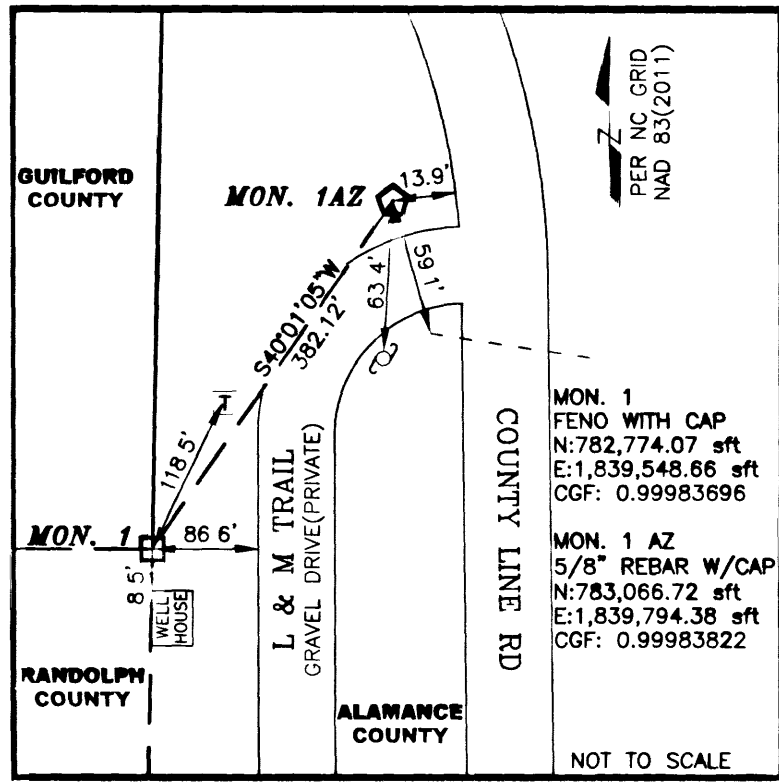 GUILFORD
COUNTY
MON. 1AZ
13.9'
Z
PER NC GRID
NAD 83(2011)
S40°01'05"W
382.12'
63 4'
59 1'
T
118 5'
MON. 1
86 6'
8 5'
WELL
HOUSE
L & M TRAIL
GRAVEL DRIVE(PRIVATE)
COUNTY LINE RD
MON. 1
FENO WITH CAP
N:782,774.07 sft
E:1,839,548.66 sft
CGF: 0.99983696
MON. 1 AZ
5/8" REBAR W/CAP
N:783,066.72 sft
E:1,839,794.38 sft
CGF: 0.99983822
RANDOLPH
COUNTY
ALAMANCE
COUNTY
NOT TO SCALE